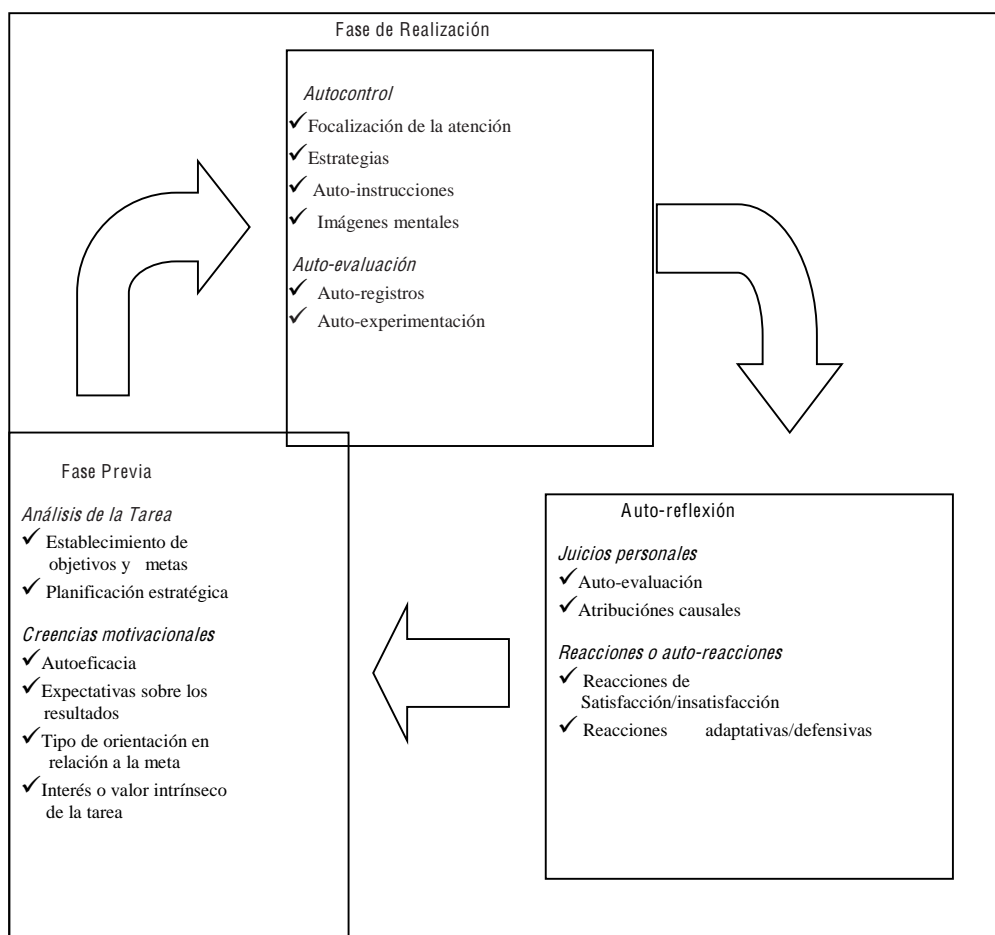 Fase de Realización
Autocontrol
Focalización de la atención
Estrategias
Auto-instrucciones
Imágenes mentales
Auto-evaluación
Auto-registros
Auto-experimentación
Fase Previa
Análisis de la Tarea
Establecimiento de
objetivos y metas
Planificación estratégica
Creencias motivacionales
Autoeficacia
Expectativas sobre los
resultados
Tipo de orientación en
relación a la meta
Interés o valor intrínseco
de la tarea
Auto-reflexión
Juicios personales
Auto-evaluación
Atribuciónes causales
Reacciones o auto-reacciones
Reacciones de
Satisfacción/insatisfacción
Reacciones adaptativas/defensivas